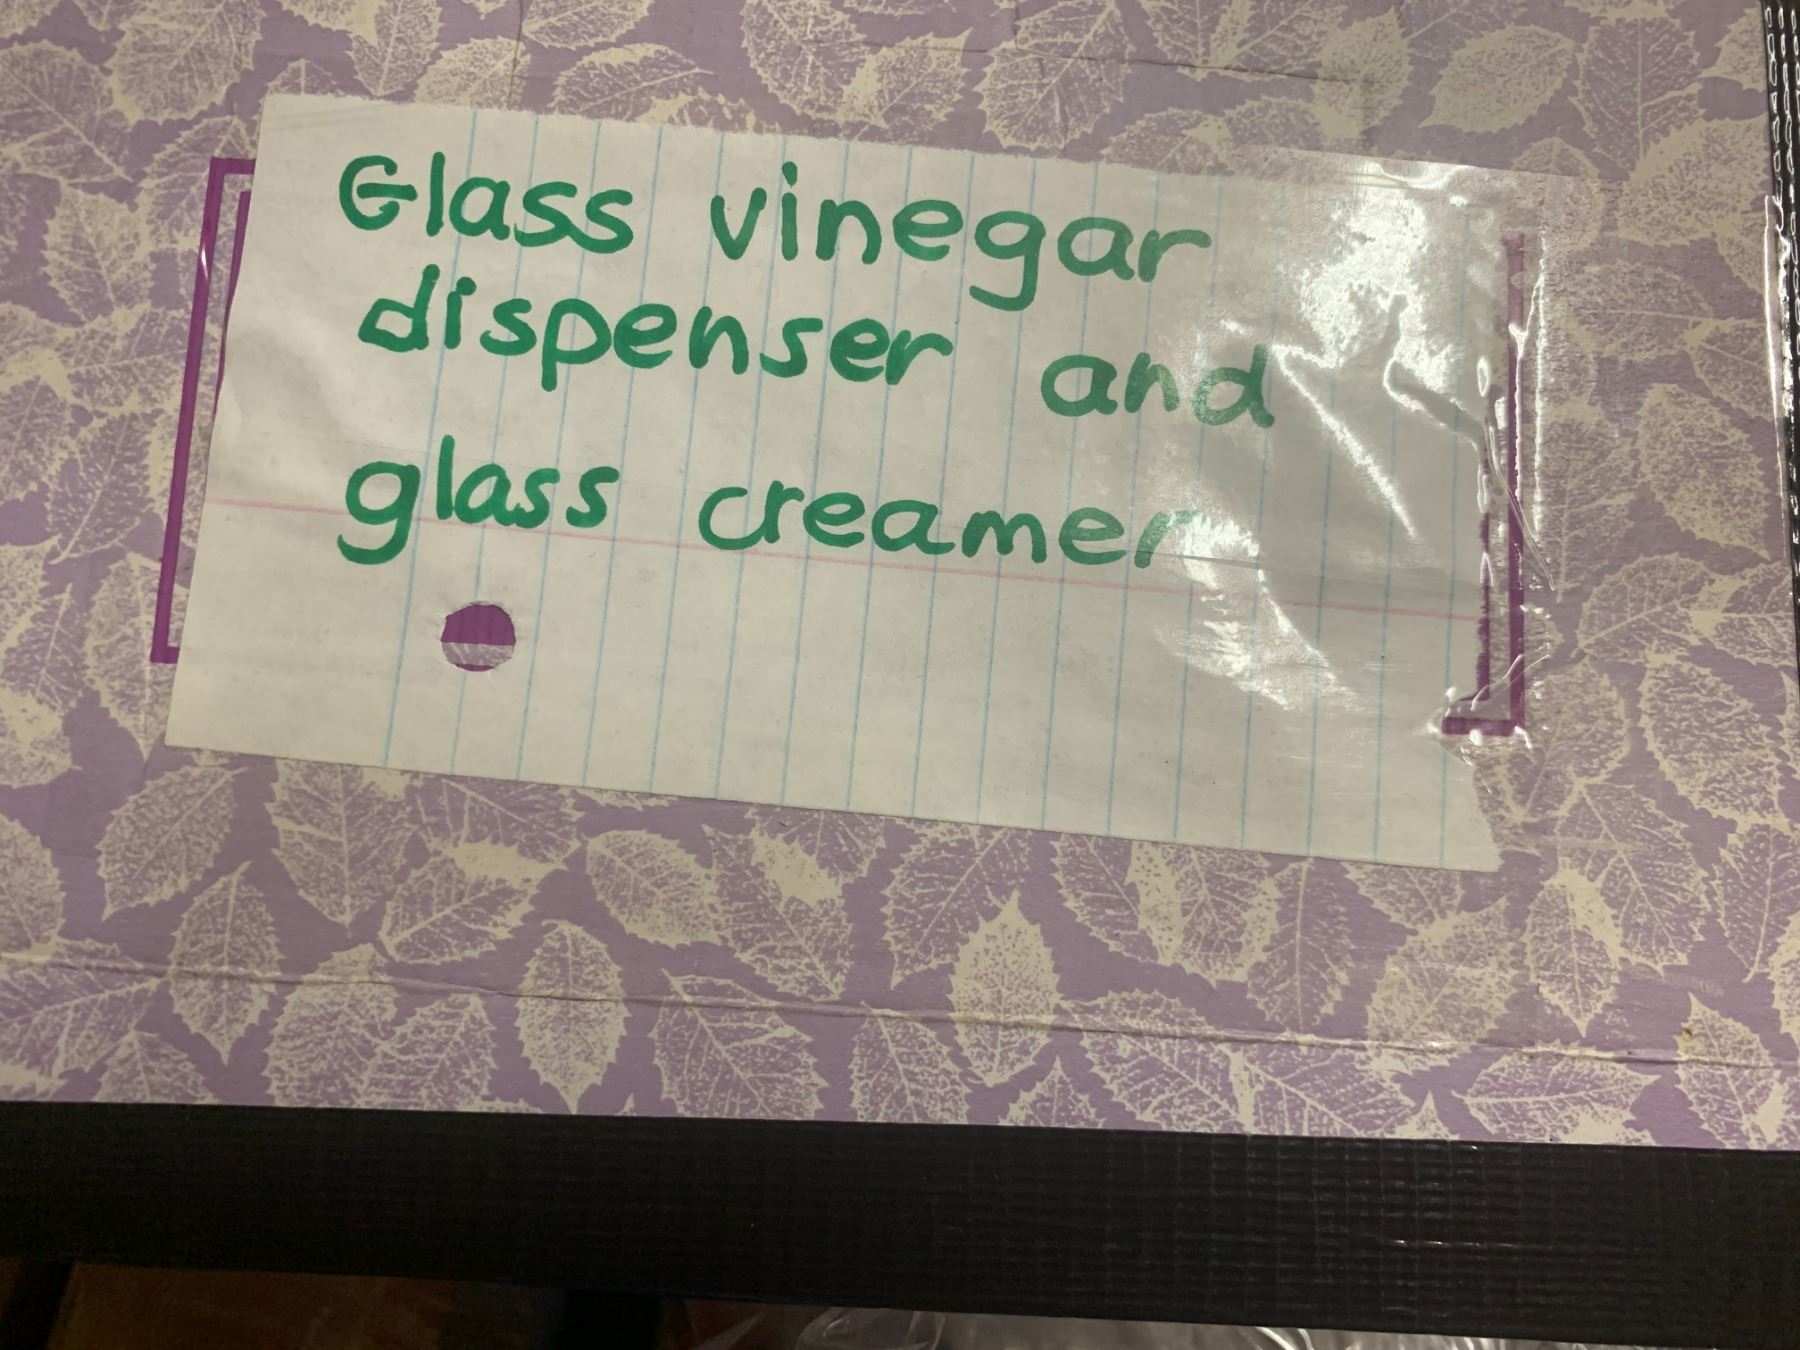 Glass vinegar
dispenser and
glass creamer